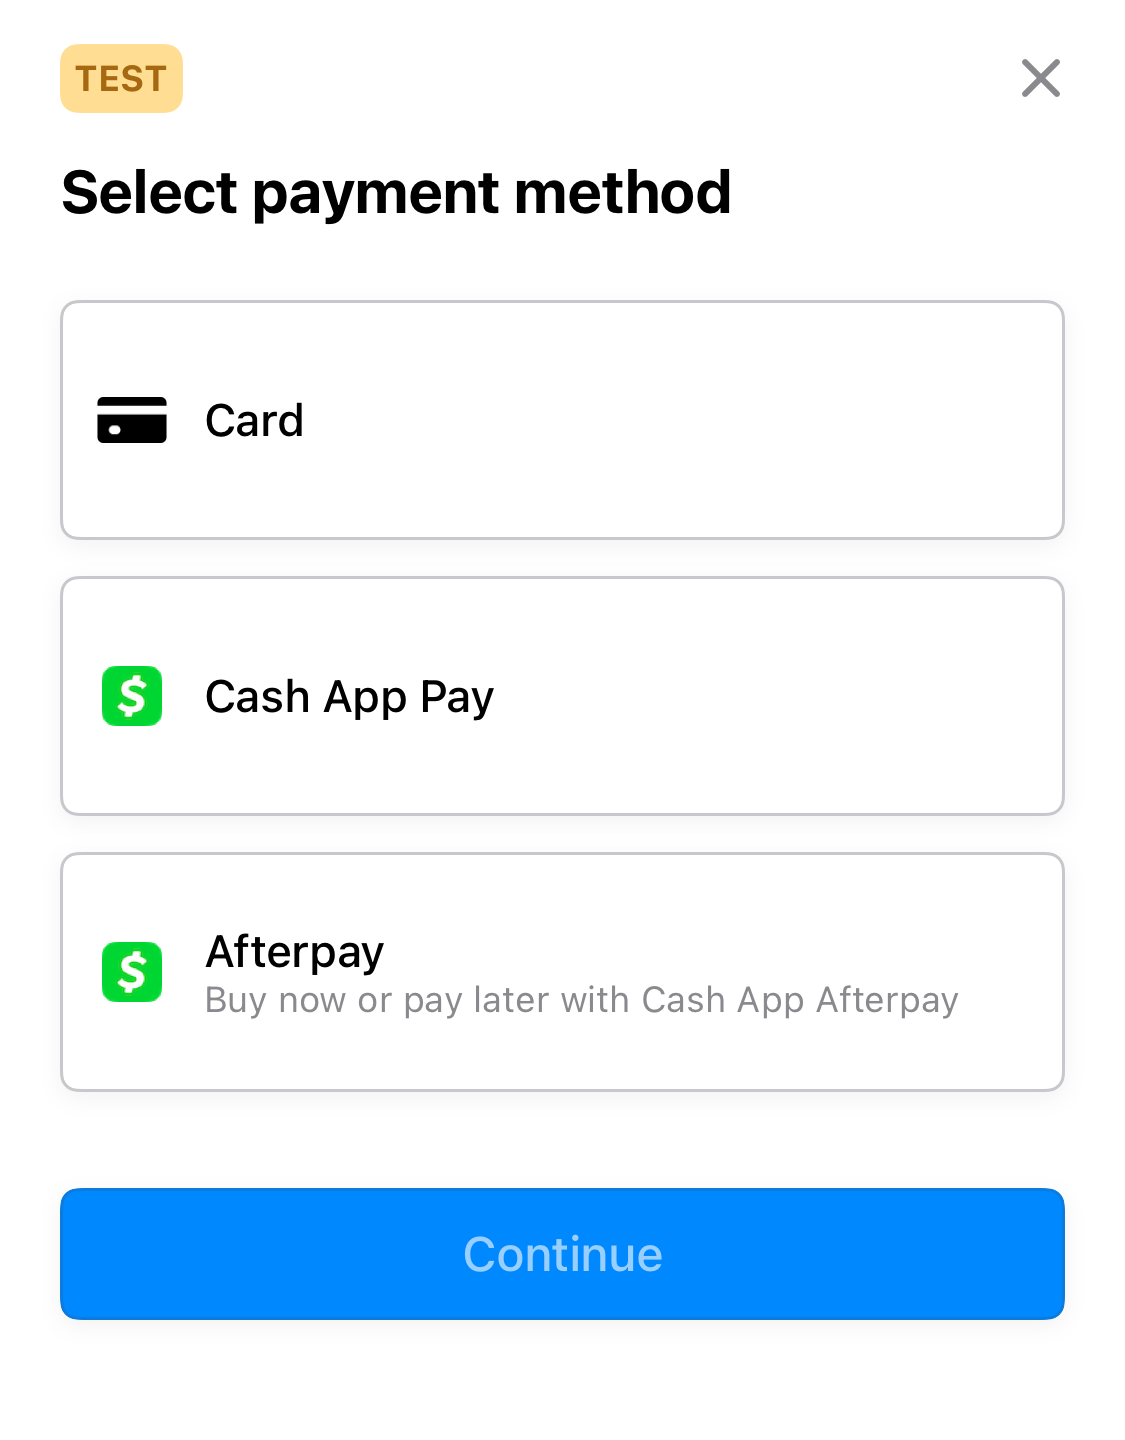 TEST
Select payment method
Card
Cash App Pay
Afterpay
Buy now or pay later with Cash App Afterpay
Continue